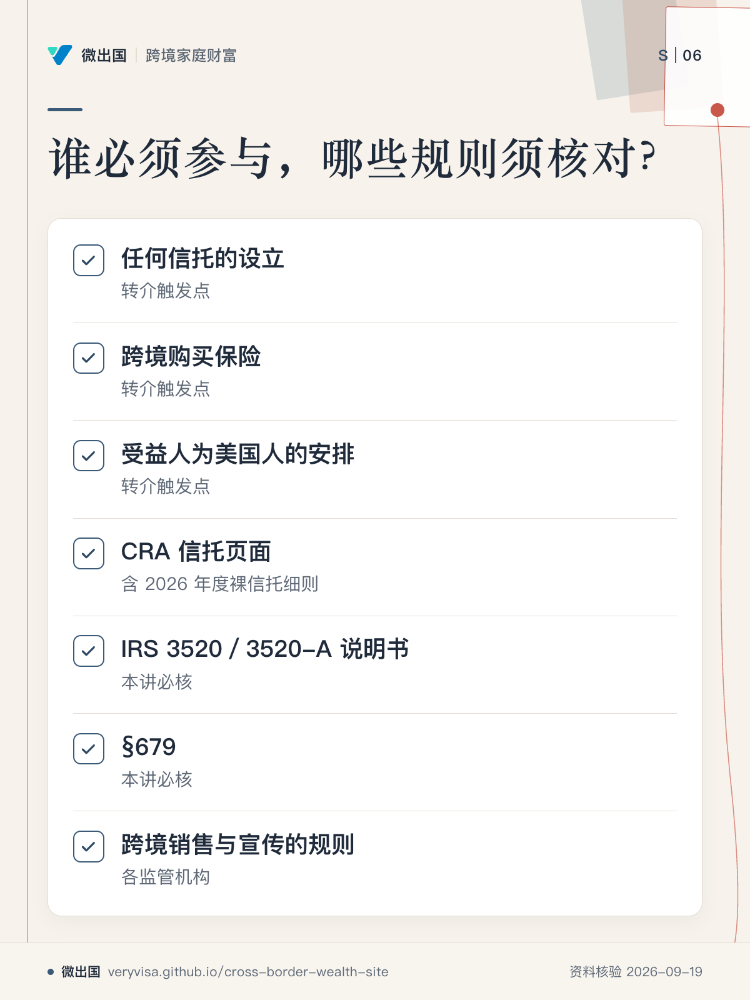 微出国 | 跨境家庭财富
S | 06
谁必须参与，哪些规则须核对？
任何信托的设立
转介触发点
跨境购买保险
转介触发点
受益人为美国人的安排
转介触发点
CRA 信托页面
含 2026 年度裸信托细则
IRS 3520 / 3520–A 说明书
本讲必核
§679
本讲必核
跨境销售与宣传的规则
各监管机构
微出国 veryvisa.github.io/cross–border–wealth–site
资料核验 2026–09–19